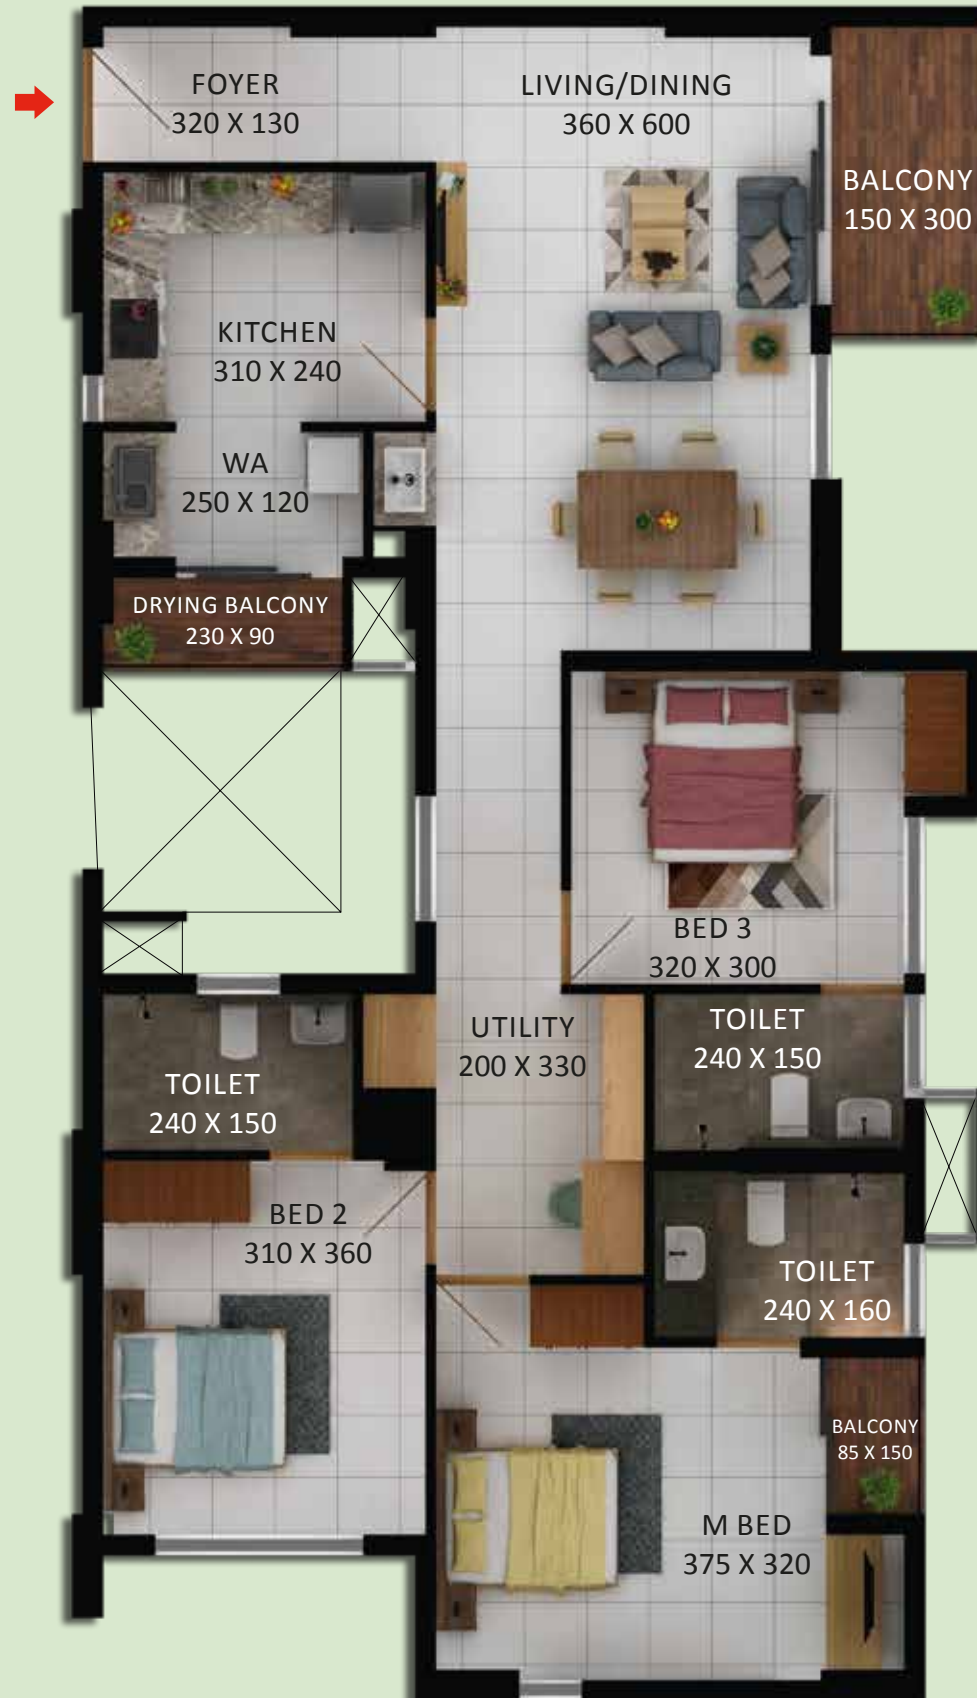 FOYER
320 X 130
LIVING/DINING
360 X 600
BALCONY
150 X 300
KITCHEN
310 X 240
WA
250 X 120
DRYING BALCONY
230 X 90
BED 3
320 X 300
UTILITY
200 X 330
TOILET
240 X 150
TOILET
240 X 150
BED 2
310 X 360
TOILET
240 X 160
BALCONY
85 X 150
M BED
375 X 320